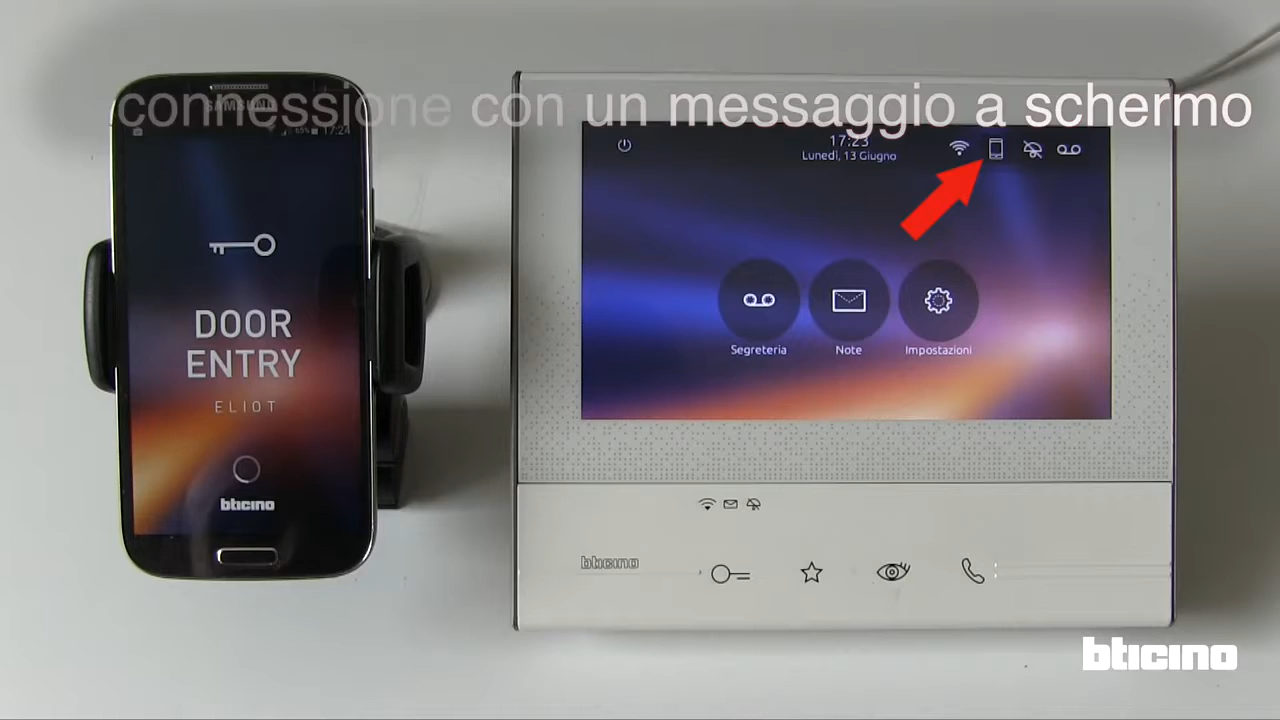 connessione con un messaggio a schermo
SAMSUNG
65% 17:24
DOOR
ENTRY
ELIOT
bticino
17:23
Lunedì, 13 Giugno
Segreteria
Note
Impostazioni
bticino
bticino